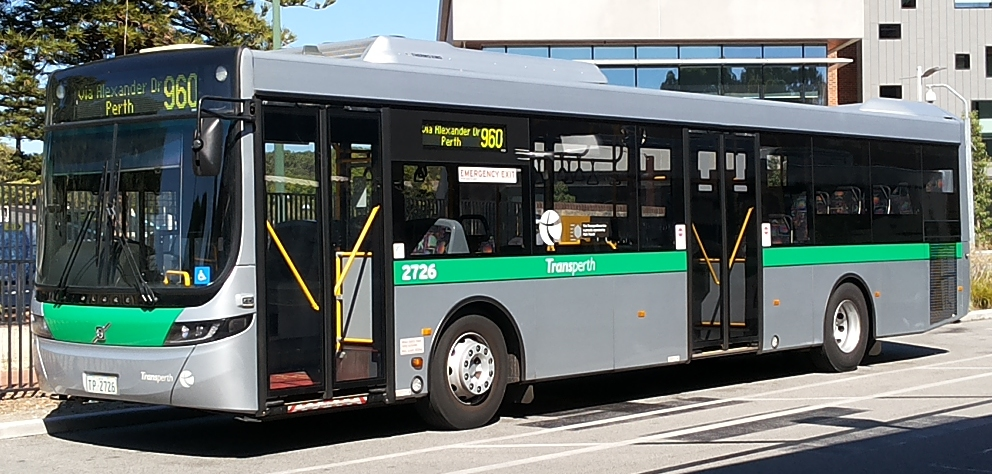 via Alexander Dr 960
Perth
via Alexander Dr 960
Perth
EMERGENCY EXIT
2726
Transperth
Transperth
TP 2726